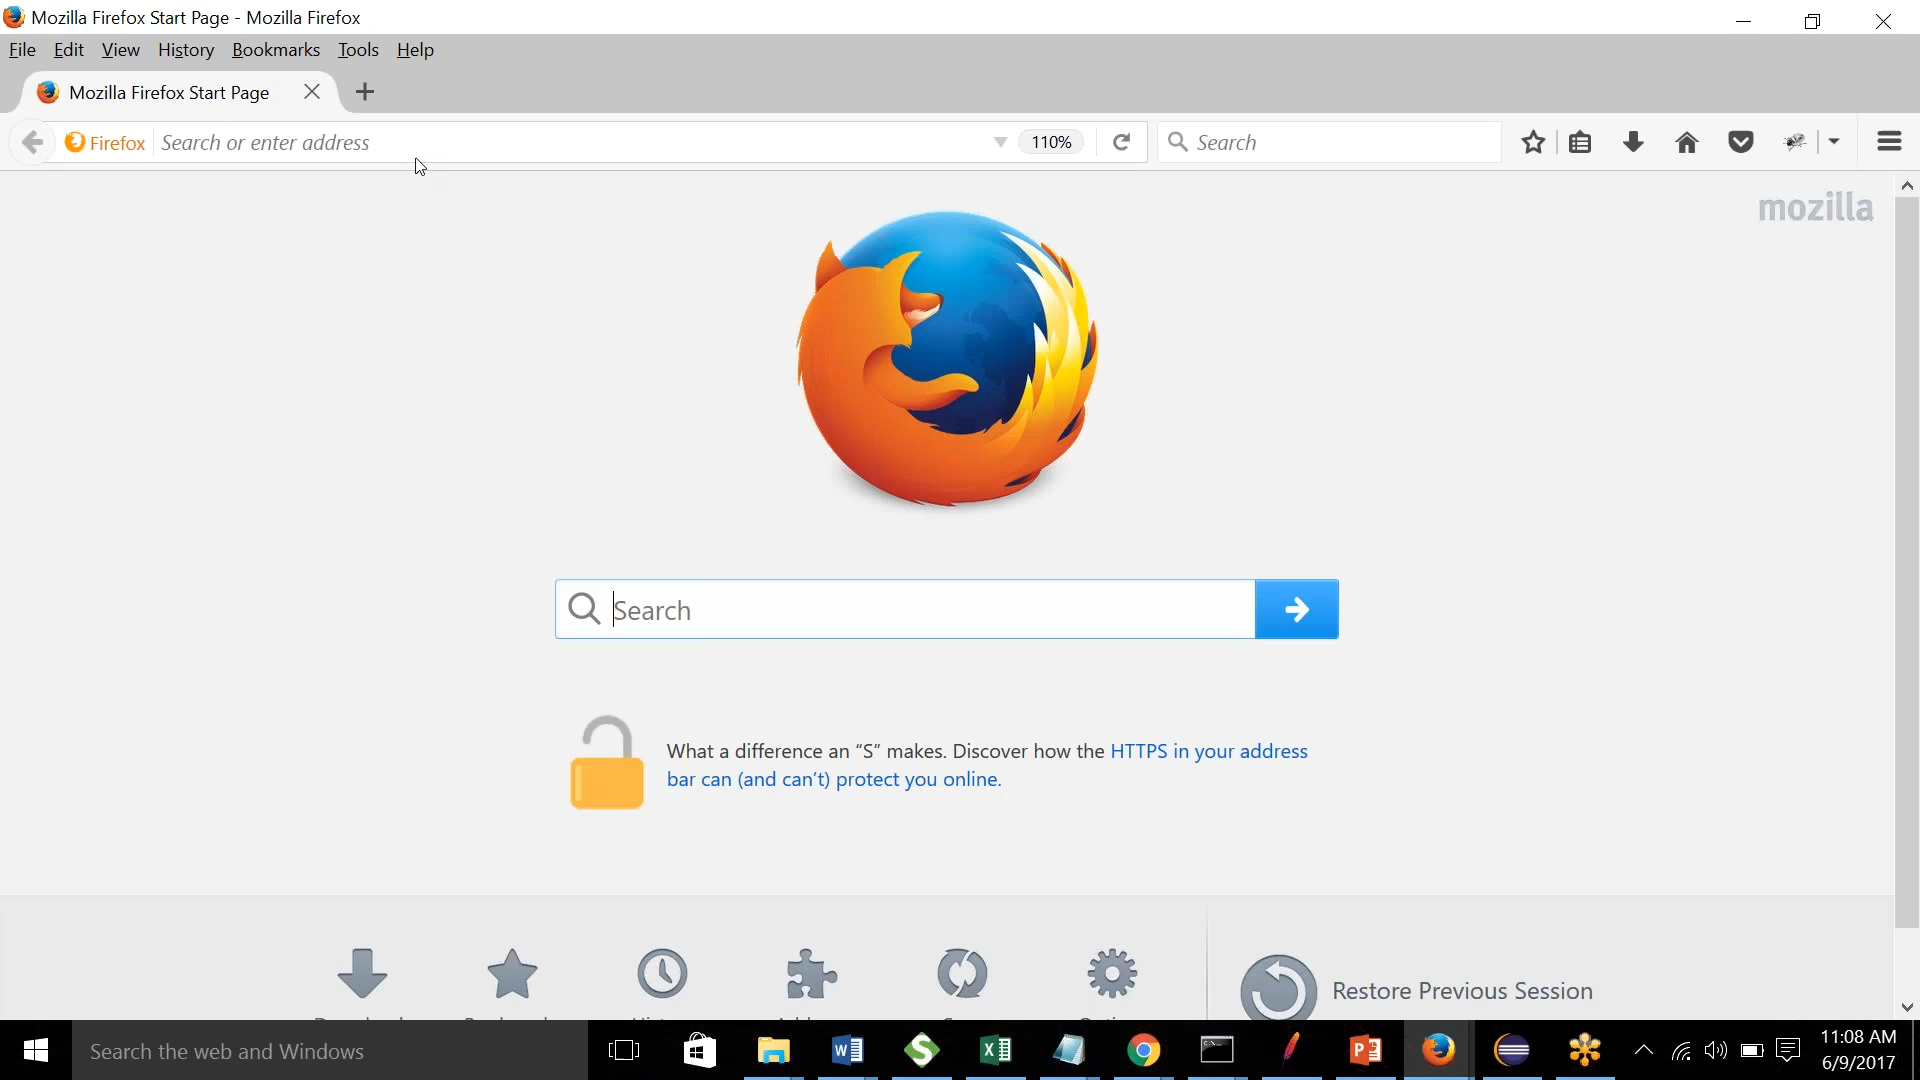 Mozilla Firefox Start Page - Mozilla Firefox
File Edit View History Bookmarks Tools Help
Mozilla Firefox Start Page
Firefox Search or enter address 110% Search
mozilla
Search
What a difference an “S” makes. Discover how the HTTPS in your address
bar can (and can’t) protect you online.
Restore Previous Session
Search the web and Windows
11:08 AM
6/9/2017